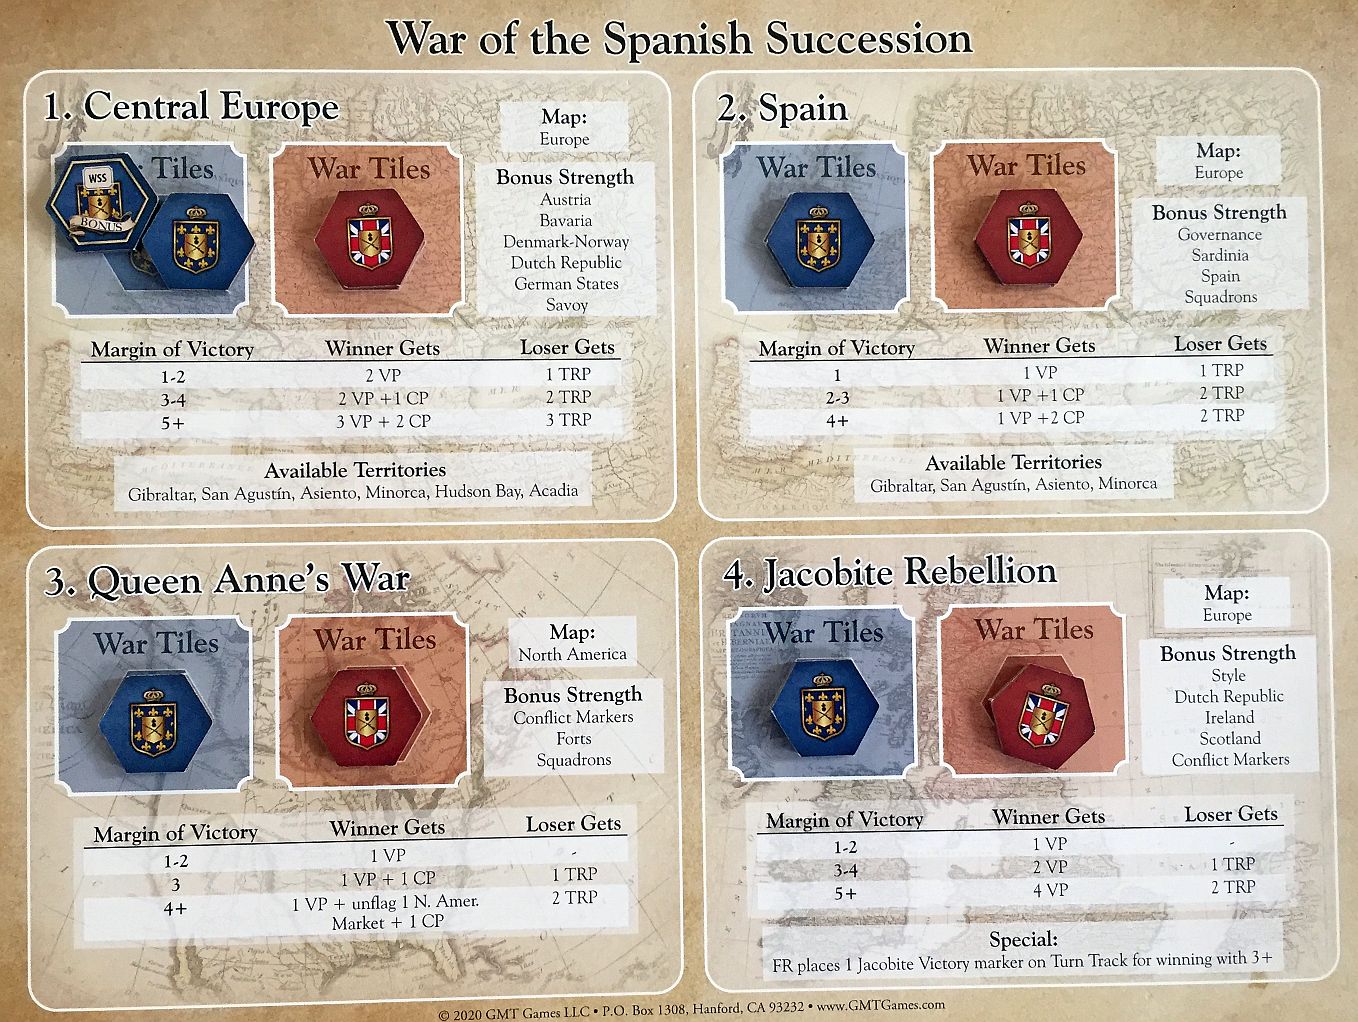 War of the Spanish Succession
1. Central Europe
Tiles
WSS
BONUS
War Tiles
Map:
Europe
Bonus Strength
Austria
Bavaria
Denmark-Norway
Dutch Republic
German States
Savoy
Margin of Victory Winner Gets Loser Gets
1-2 2 VP 1 TRP
3-4 2 VP +1 CP 2 TRP
5+ 3 VP + 2 CP 3 TRP
Available Territories
Gibraltar, San Agustín, Asiento, Minorca, Hudson Bay, Acadia
2. Spain
War Tiles
War Tiles
Map:
Europe
Bonus Strength
Governance
Sardinia
Spain
Squadrons
Margin of Victory Winner Gets Loser Gets
1 1 VP 1 TRP
2-3 1 VP +1 CP 2 TRP
4+ 1 VP +2 CP 2 TRP
Available Territories
Gibraltar, San Agustín, Asiento, Minorca
3. Queen Anne's War
War Tiles
War Tiles
Map:
North America
Bonus Strength
Conflict Markers
Forts
Squadrons
Margin of Victory Winner Gets Loser Gets
1-2 1 VP -
3 1 VP + 1 CP 1 TRP
4+ 1 VP + unflag 1 N. Amer. 2 TRP
Market + 1 CP
4. Jacobite Rebellion
War Tiles
War Tiles
Map:
Europe
Bonus Strength
Style
Dutch Republic
Ireland
Scotland
Conflict Markers
Margin of Victory Winner Gets Loser Gets
1-2 1 VP -
3-4 2 VP 1 TRP
5+ 4 VP 2 TRP
Special:
FR places 1 Jacobite Victory marker on Turn Track for winning with 3+
© 2020 GMT Games LLC • P.O. Box 1308, Hanford, CA 93232 • www.GMTGames.com